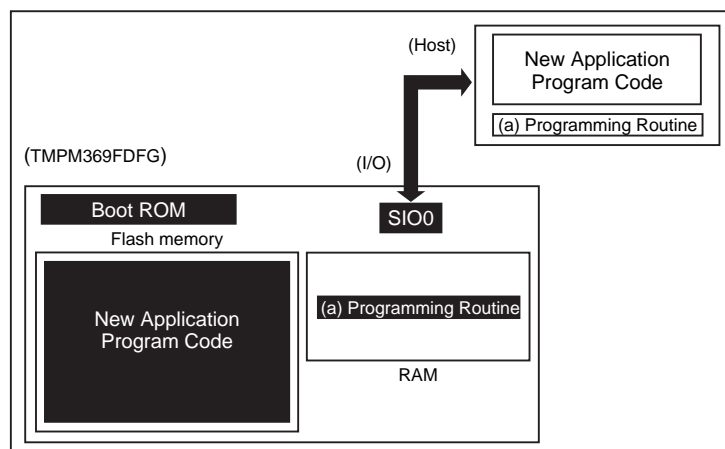 (Host)
New Application
Program Code
(a) Programming Routine
(TMPM369FDFG)
(I/O)
Boot ROM
SIO0
Flash memory
New Application
Program Code
(a) Programming Routine
RAM